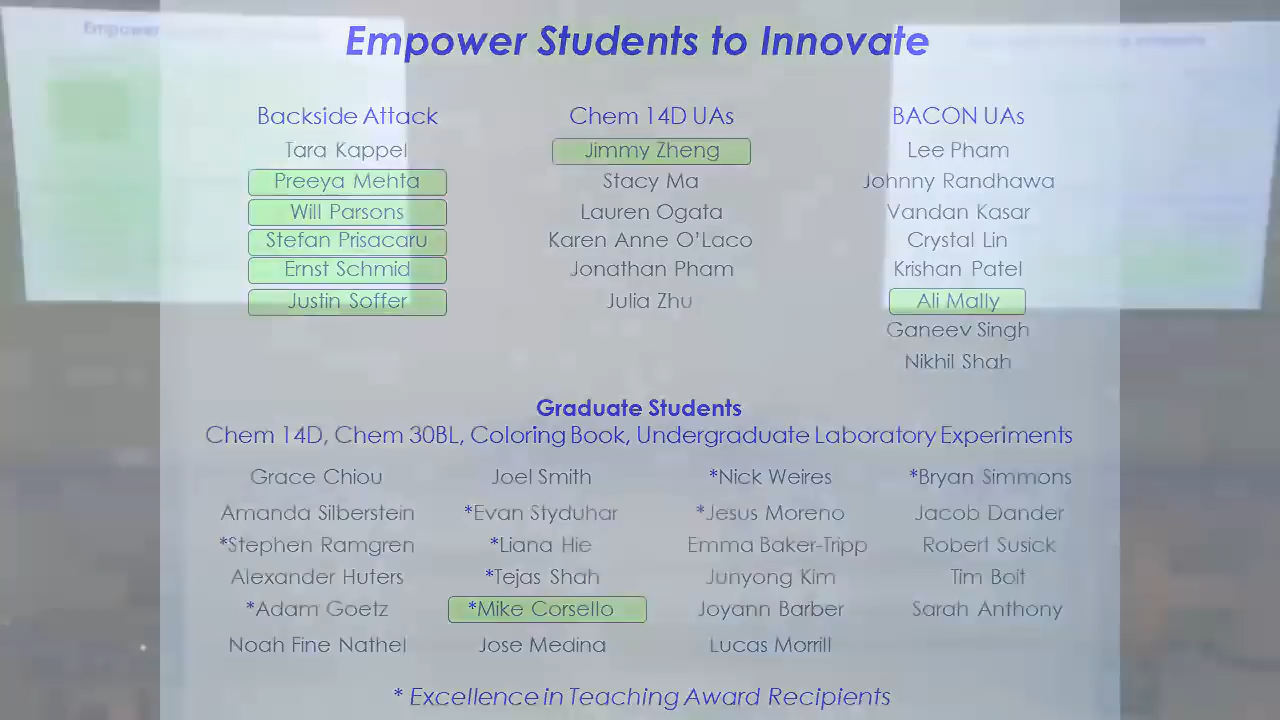 Empower Students to Innovate
Backside Attack
Tara Kappel
Preeya Mehta
Will Parsons
Stefan Prisacaru
Ernst Schmid
Justin Soffer
Chem 14D UAs
Jimmy Zheng
Stacy Ma
Lauren Ogata
Karen Anne O'Laco
Jonathan Pham
Julia Zhu
BACON UAs
Lee Pham
Johnny Randhawa
Vandan Kasar
Crystal Lin
Krishan Patel
Ali Mally
Ganeev Singh
Nikhil Shah
Graduate Students
Chem 14D, Chem 30BL, Coloring Book, Undergraduate Laboratory Experiments
Grace Chiou
Amanda Silberstein
*Stephen Ramgren
Alexander Huters
*Adam Goetz
Noah Fine Nathel
Joel Smith
*Evan Styduhar
*Liana Hie
*Tejas Shah
*Mike Corsello
Jose Medina
*Nick Weires
*Jesus Moreno
Emma Baker-Tripp
Junyong Kim
Joyann Barber
Lucas Morrill
*Bryan Simmons
Jacob Dander
Robert Susick
Tim Boit
Sarah Anthony
* Excellence in Teaching Award Recipients
Empower